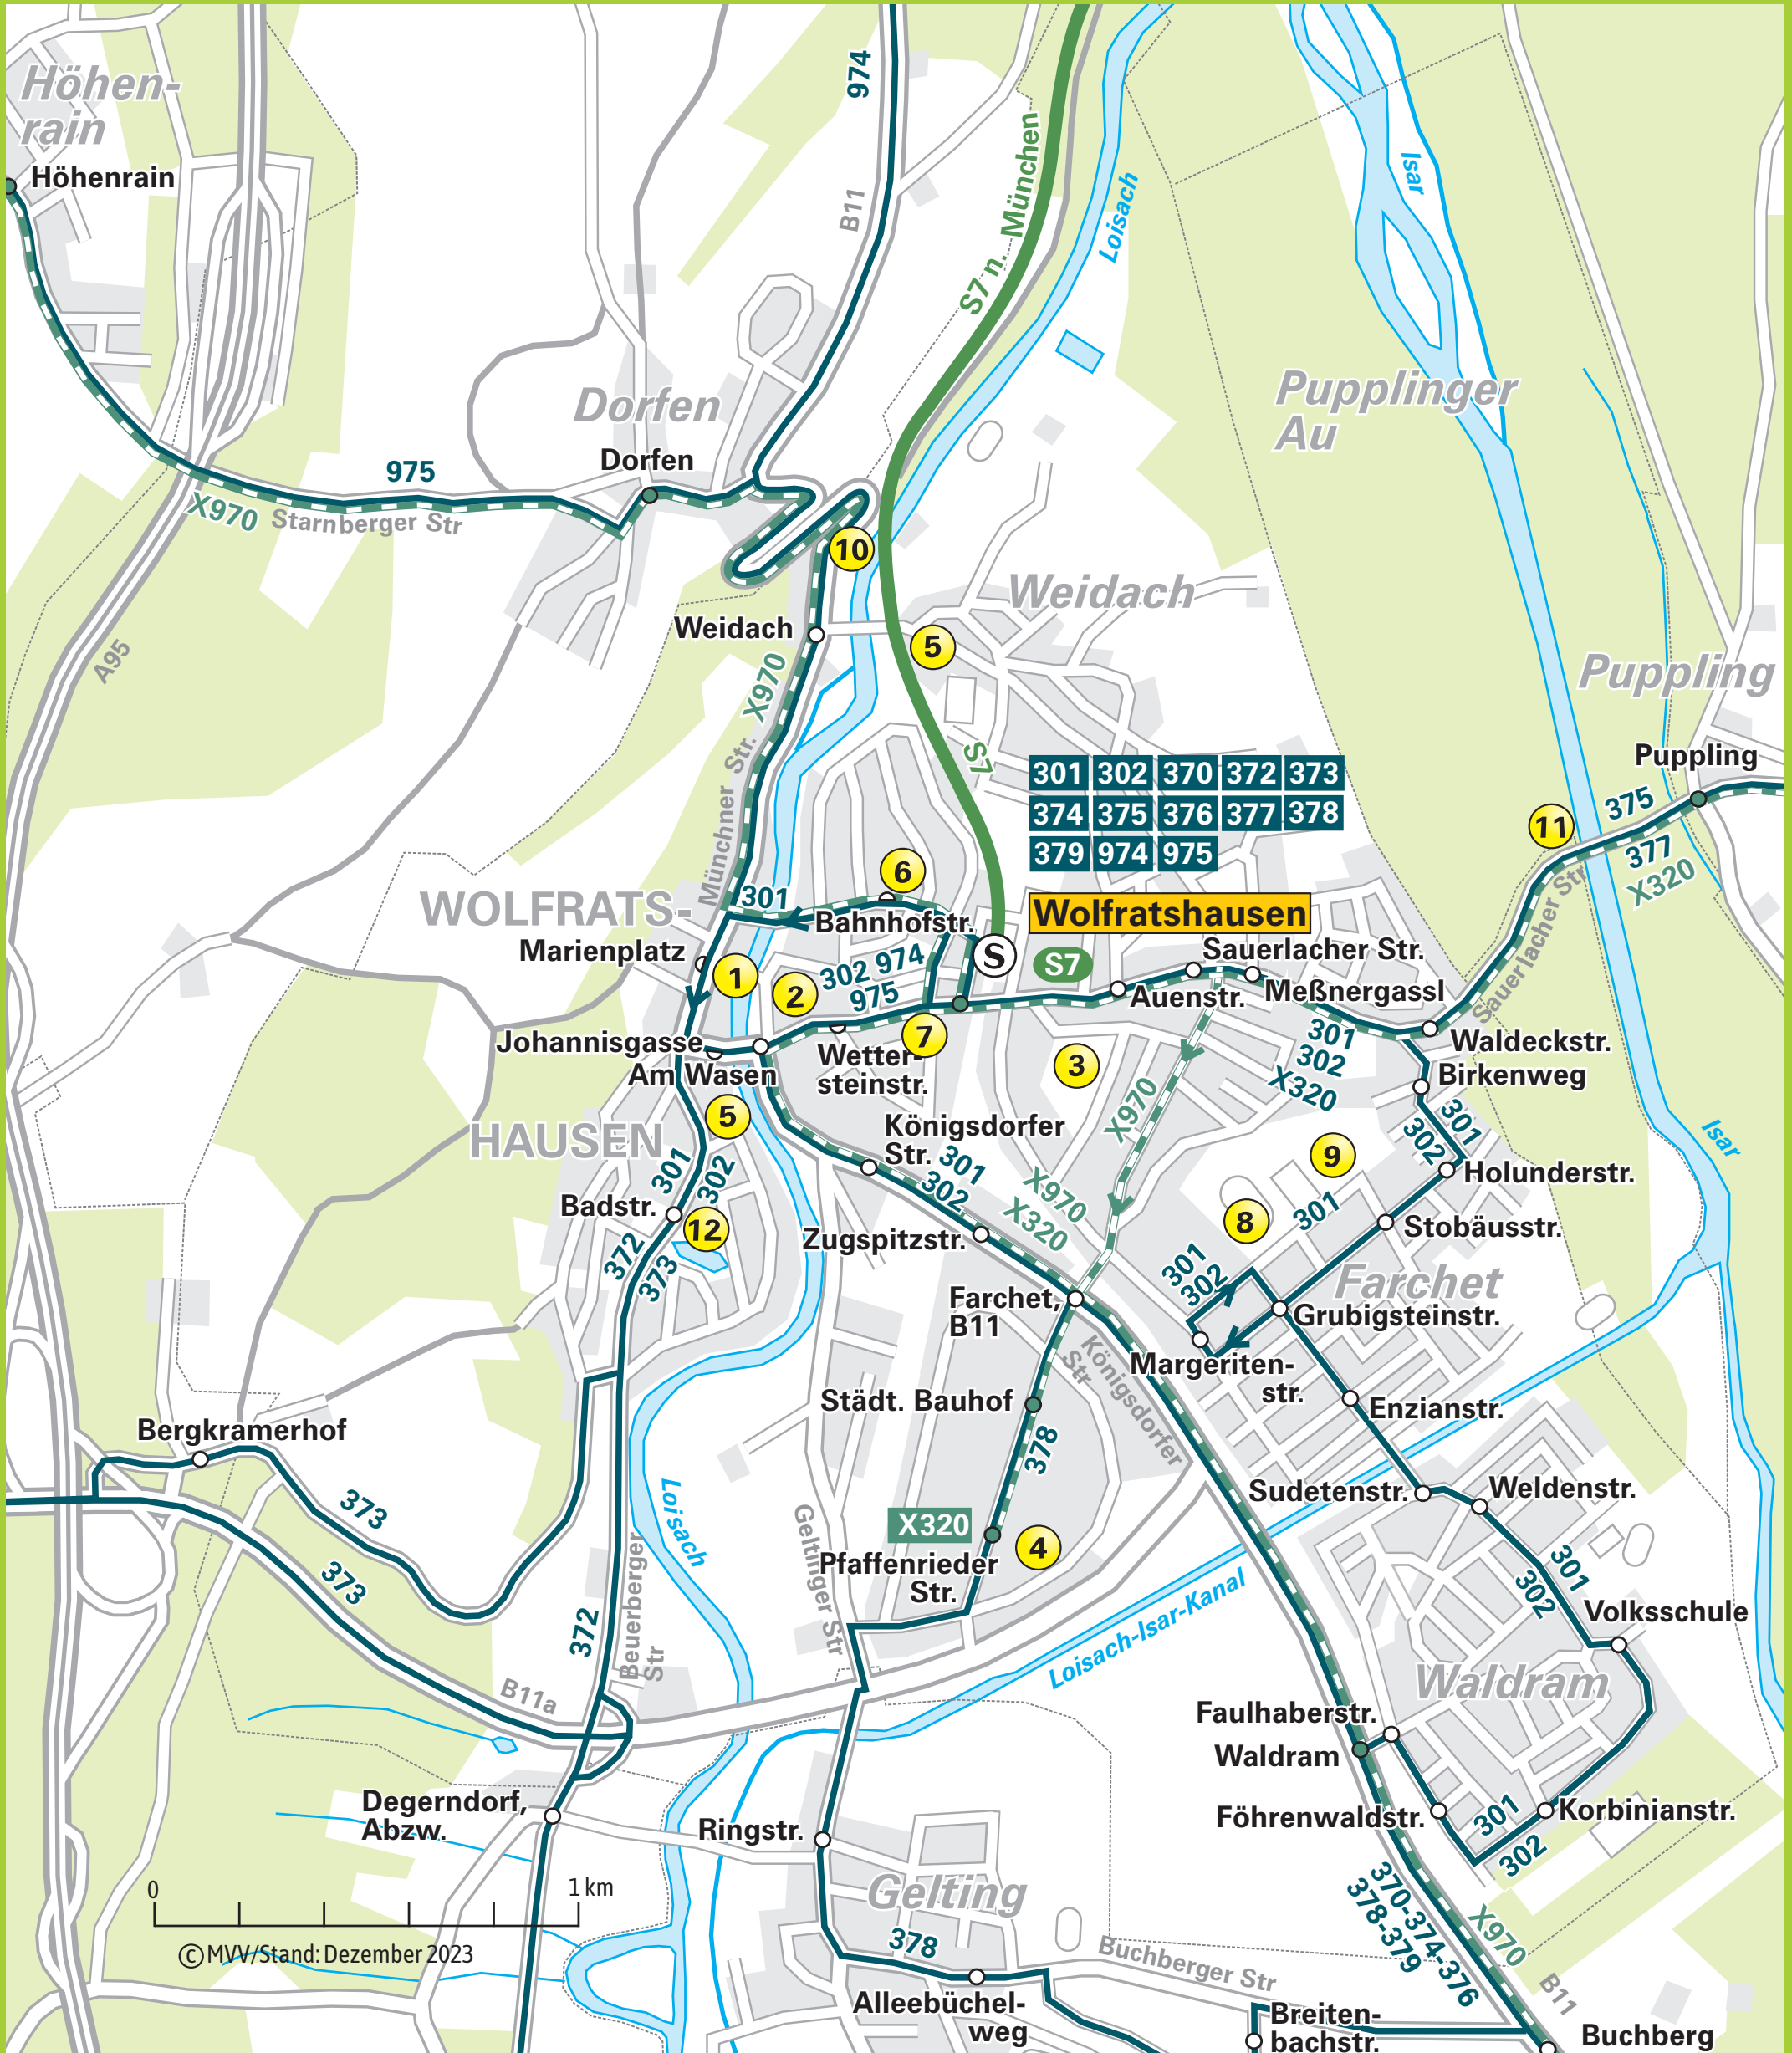 Höhen-
rain
Höhenrain
974
B11
S7 n. München
Loisach
Isar
Dorfen
Dorfen
975
X970
Starnberger Str
A95
10
Weidach
Weidach
5
X970
Münchner Str.
S7
Pupplinger
Au
Puppling
Puppling
301 302 370 372 373
374 375 376 377 378
379 974 975
Wolfratshausen
S
S7
11
375
377
X320
Sauerlacher Str
6
301
Bahnhofstr.
WOLFRATS-
HAUSEN
Marienplatz
1
2
302 974
975
7
Johannisgasse
Am Wasen
Wetter-
steinstr.
5
3
Sauerlacher Str.
Auenstr.
Meßnergassl
301
302
X320
Waldeckstr.
Birkenweg
301
302
Holunderstr.
Isar
X970
Königsdorfer
Str.
301
302
X970
X320
Zugspitzstr.
9
8
301
Stobäusstr.
301
302
Badstr.
12
372
373
Farchet
301
302
Grubigsteinstr.
Farchet,
B11
Margeriten-
str.
Königsdorfer
Str
Enzianstr.
Städt. Bauhof
378
X320
4
Pfaffenrieder
Str.
Sudetenstr.
Weldenstr.
Bergkramerhof
373
373
Loisach
Geltinger Str
372
Beuerberger
Str
B11a
Loisach-Isar-Kanal
301
302
Volksschule
Waldram
Faulhaberstr.
Waldram
Föhrenwaldstr.
301
302
Korbinianstr.
Degerndorf,
Abzw.
Ringstr.
Gelting
378
Alleebüchel-
weg
Buchberger Str
370-374-376
378-379
X970
B11
Breiten-
bachstr.
Buchberg
0 1 km
© MVV/Stand: Dezember 2023